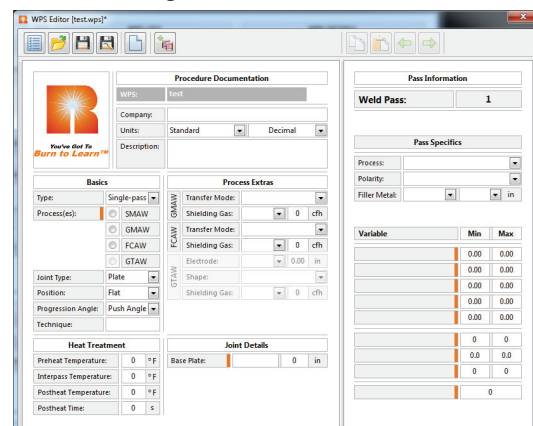 WPS Editor [test.wps]*
Procedure Documentation
WPS: test
Company:
Units: Standard Decimal
Description:
You've Got To
Burn to Learn™
Basics
Type: Single-pass
Process(es): SMAW
GMAW
FCAW
GTAW
Joint Type: Plate
Position: Flat
Progression Angle: Push Angle
Technique:
Process Extras
GMAW
Transfer Mode:
Shielding Gas: 0 cfh
FCAW
Transfer Mode:
Shielding Gas: 0 cfh
GTAW
Electrode: 0.00 in
Shape:
Shielding Gas: 0 cfh
Heat Treatment
Preheat Temperature: 0 °F
Interpass Temperature: 0 °F
Postheat Temperature: 0 °F
Postheat Time: 0 s
Joint Details
Base Plate: 0 in
Pass Information
Weld Pass: 1
Pass Specifics
Process:
Polarity:
Filler Metal: in
Variable Min Max
0.00 0.00
0.00 0.00
0.00 0.00
0.00 0.00
0.00 0.00
0 0
0.0 0.0
0 0
0